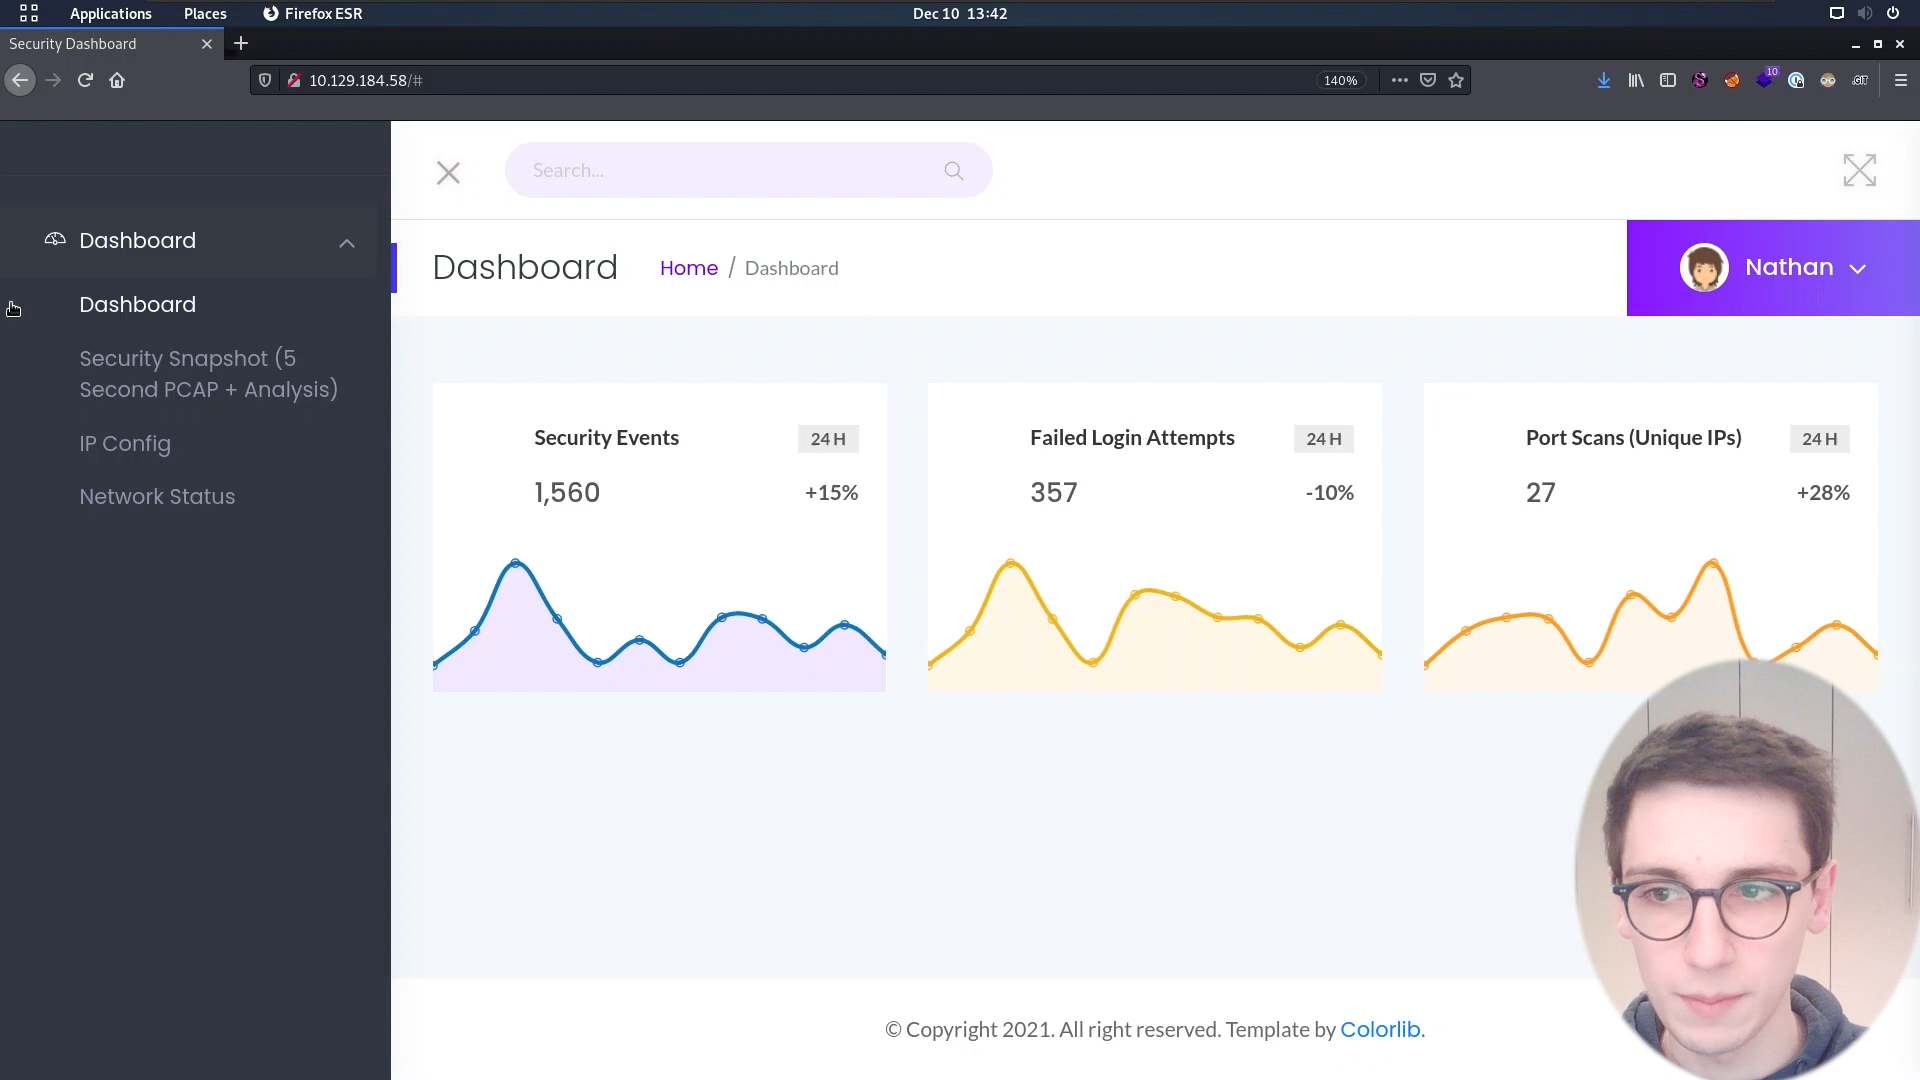 Applications Places Firefox ESR Dec 10 13:42
Security Dashboard
10.129.184.58/# 140% 10
Search...
Dashboard
Dashboard
Security Snapshot (5
Second PCAP + Analysis)
IP Config
Network Status
Dashboard Home / Dashboard
Nathan
Security Events 24 H
1,560 +15%
Failed Login Attempts 24 H
357 -10%
Port Scans (Unique IPs) 24 H
27 +28%
© Copyright 2021. All right reserved. Template by Colorlib.